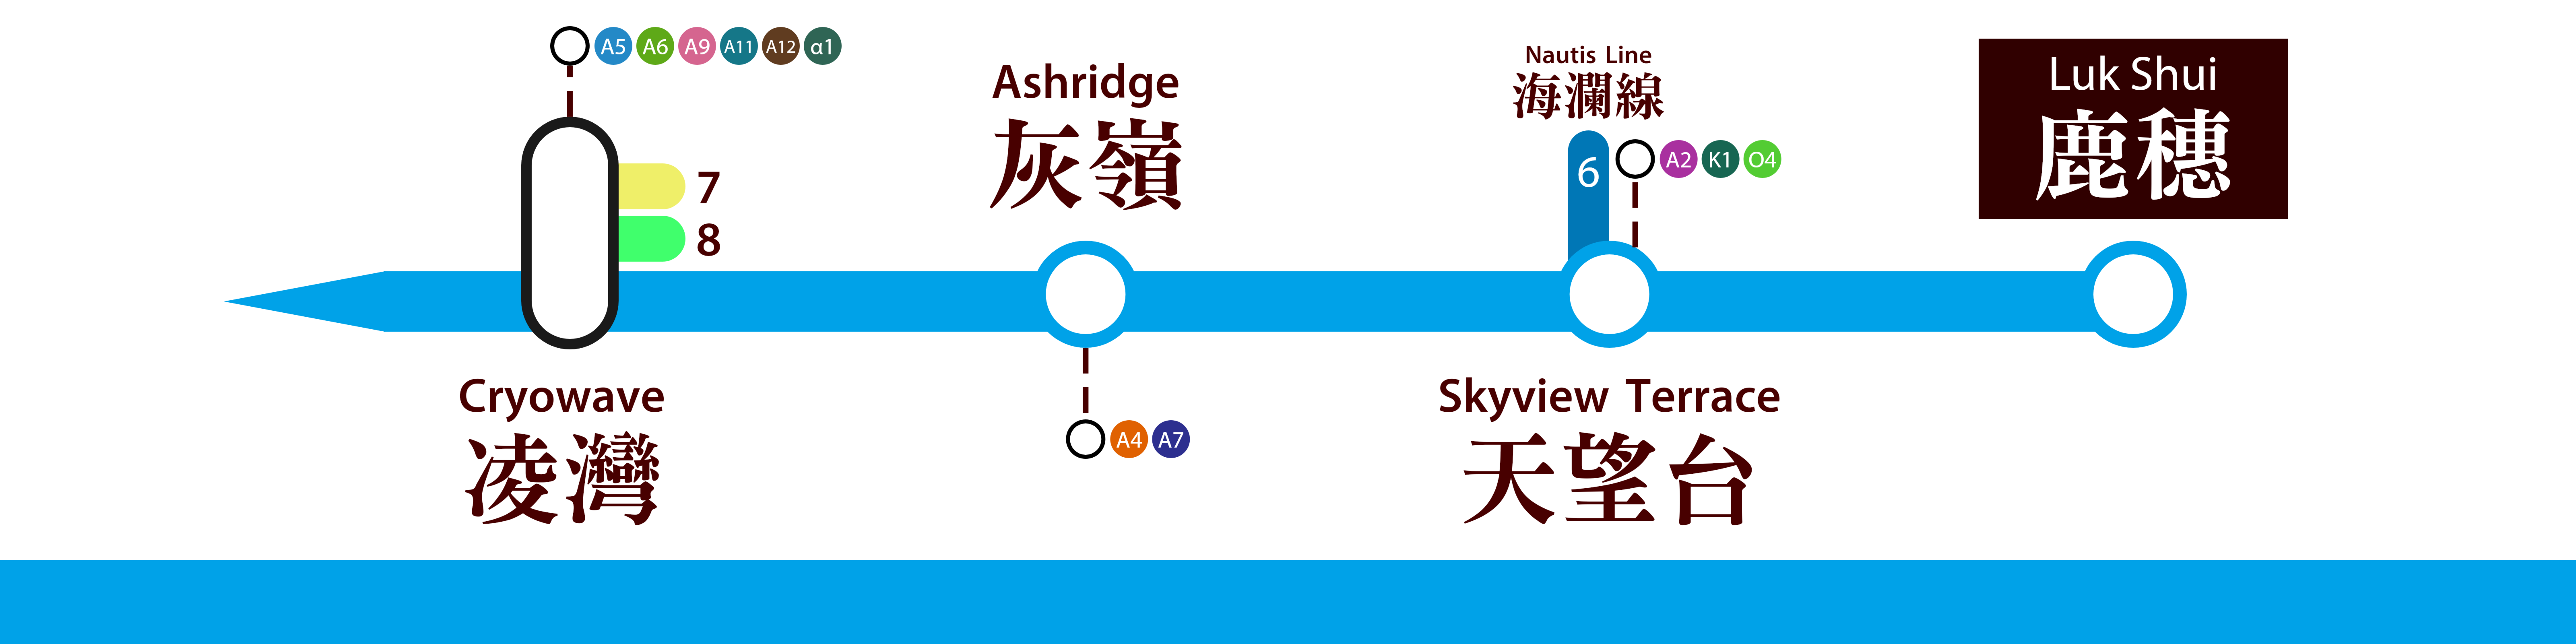 A5 A6 A9 A11 A12 α1
7
8
Cryowave
凌灣
Ashridge
灰嶺
A4 A7
Nautis Line
海瀾線
6
A2 K1 O4
Skyview Terrace
天望台
Luk Shui
鹿穗